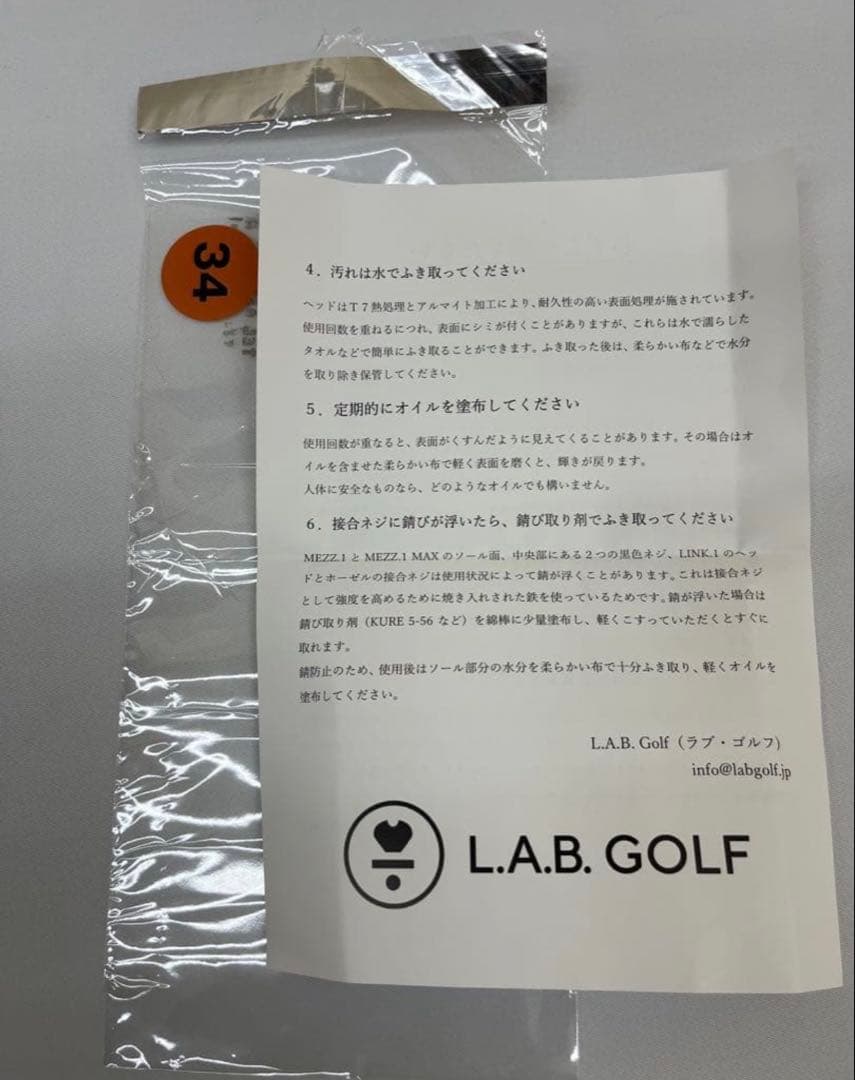 34
4．汚れは水でふき取ってください
ヘッドはT７熱処理とアルマイト加工により、耐久性の高い表面処理が施されています。
使用回数を重ねるにつれ、表面にシミが付くことがありますが、これらは水で濡らした
タオルなどで簡単にふき取ることができます。ふき取った後は、柔らかい布などで水分
を取り除き保管してください。
5．定期的にオイルを塗布してください
使用回数が重なると、表面がくすんだように見えてくることがあります。その場合はオ
イルを含ませた柔らかい布で軽く表面を磨くと、輝きが戻ります。
人体に安全なものなら、どのようなオイルでも構いません。
6．接合ネジに錆びが浮いたら、錆び取り剤でふき取ってください
MEZZ.1 と MEZZ.1 MAX のソール面、中央部にある２つの黒色ネジ、LINK.1 のヘッ
ドとホーゼルの接合ネジは使用状況によって錆が浮くことがあります。これは接合ネジ
として強度を高めるために焼き入れされた鉄を使っているためです。錆が浮いた場合は
錆び取り剤（KURE 5-56 など）を綿棒に少量塗布し、軽くこすっていただくとすぐに
取れます。
錆防止のため、使用後はソール部分の水分を柔らかい布で十分ふき取り、軽くオイルを
塗布してください。
L.A.B. Golf（ラブ・ゴルフ）
info@labgolf.jp
L.A.B. GOLF